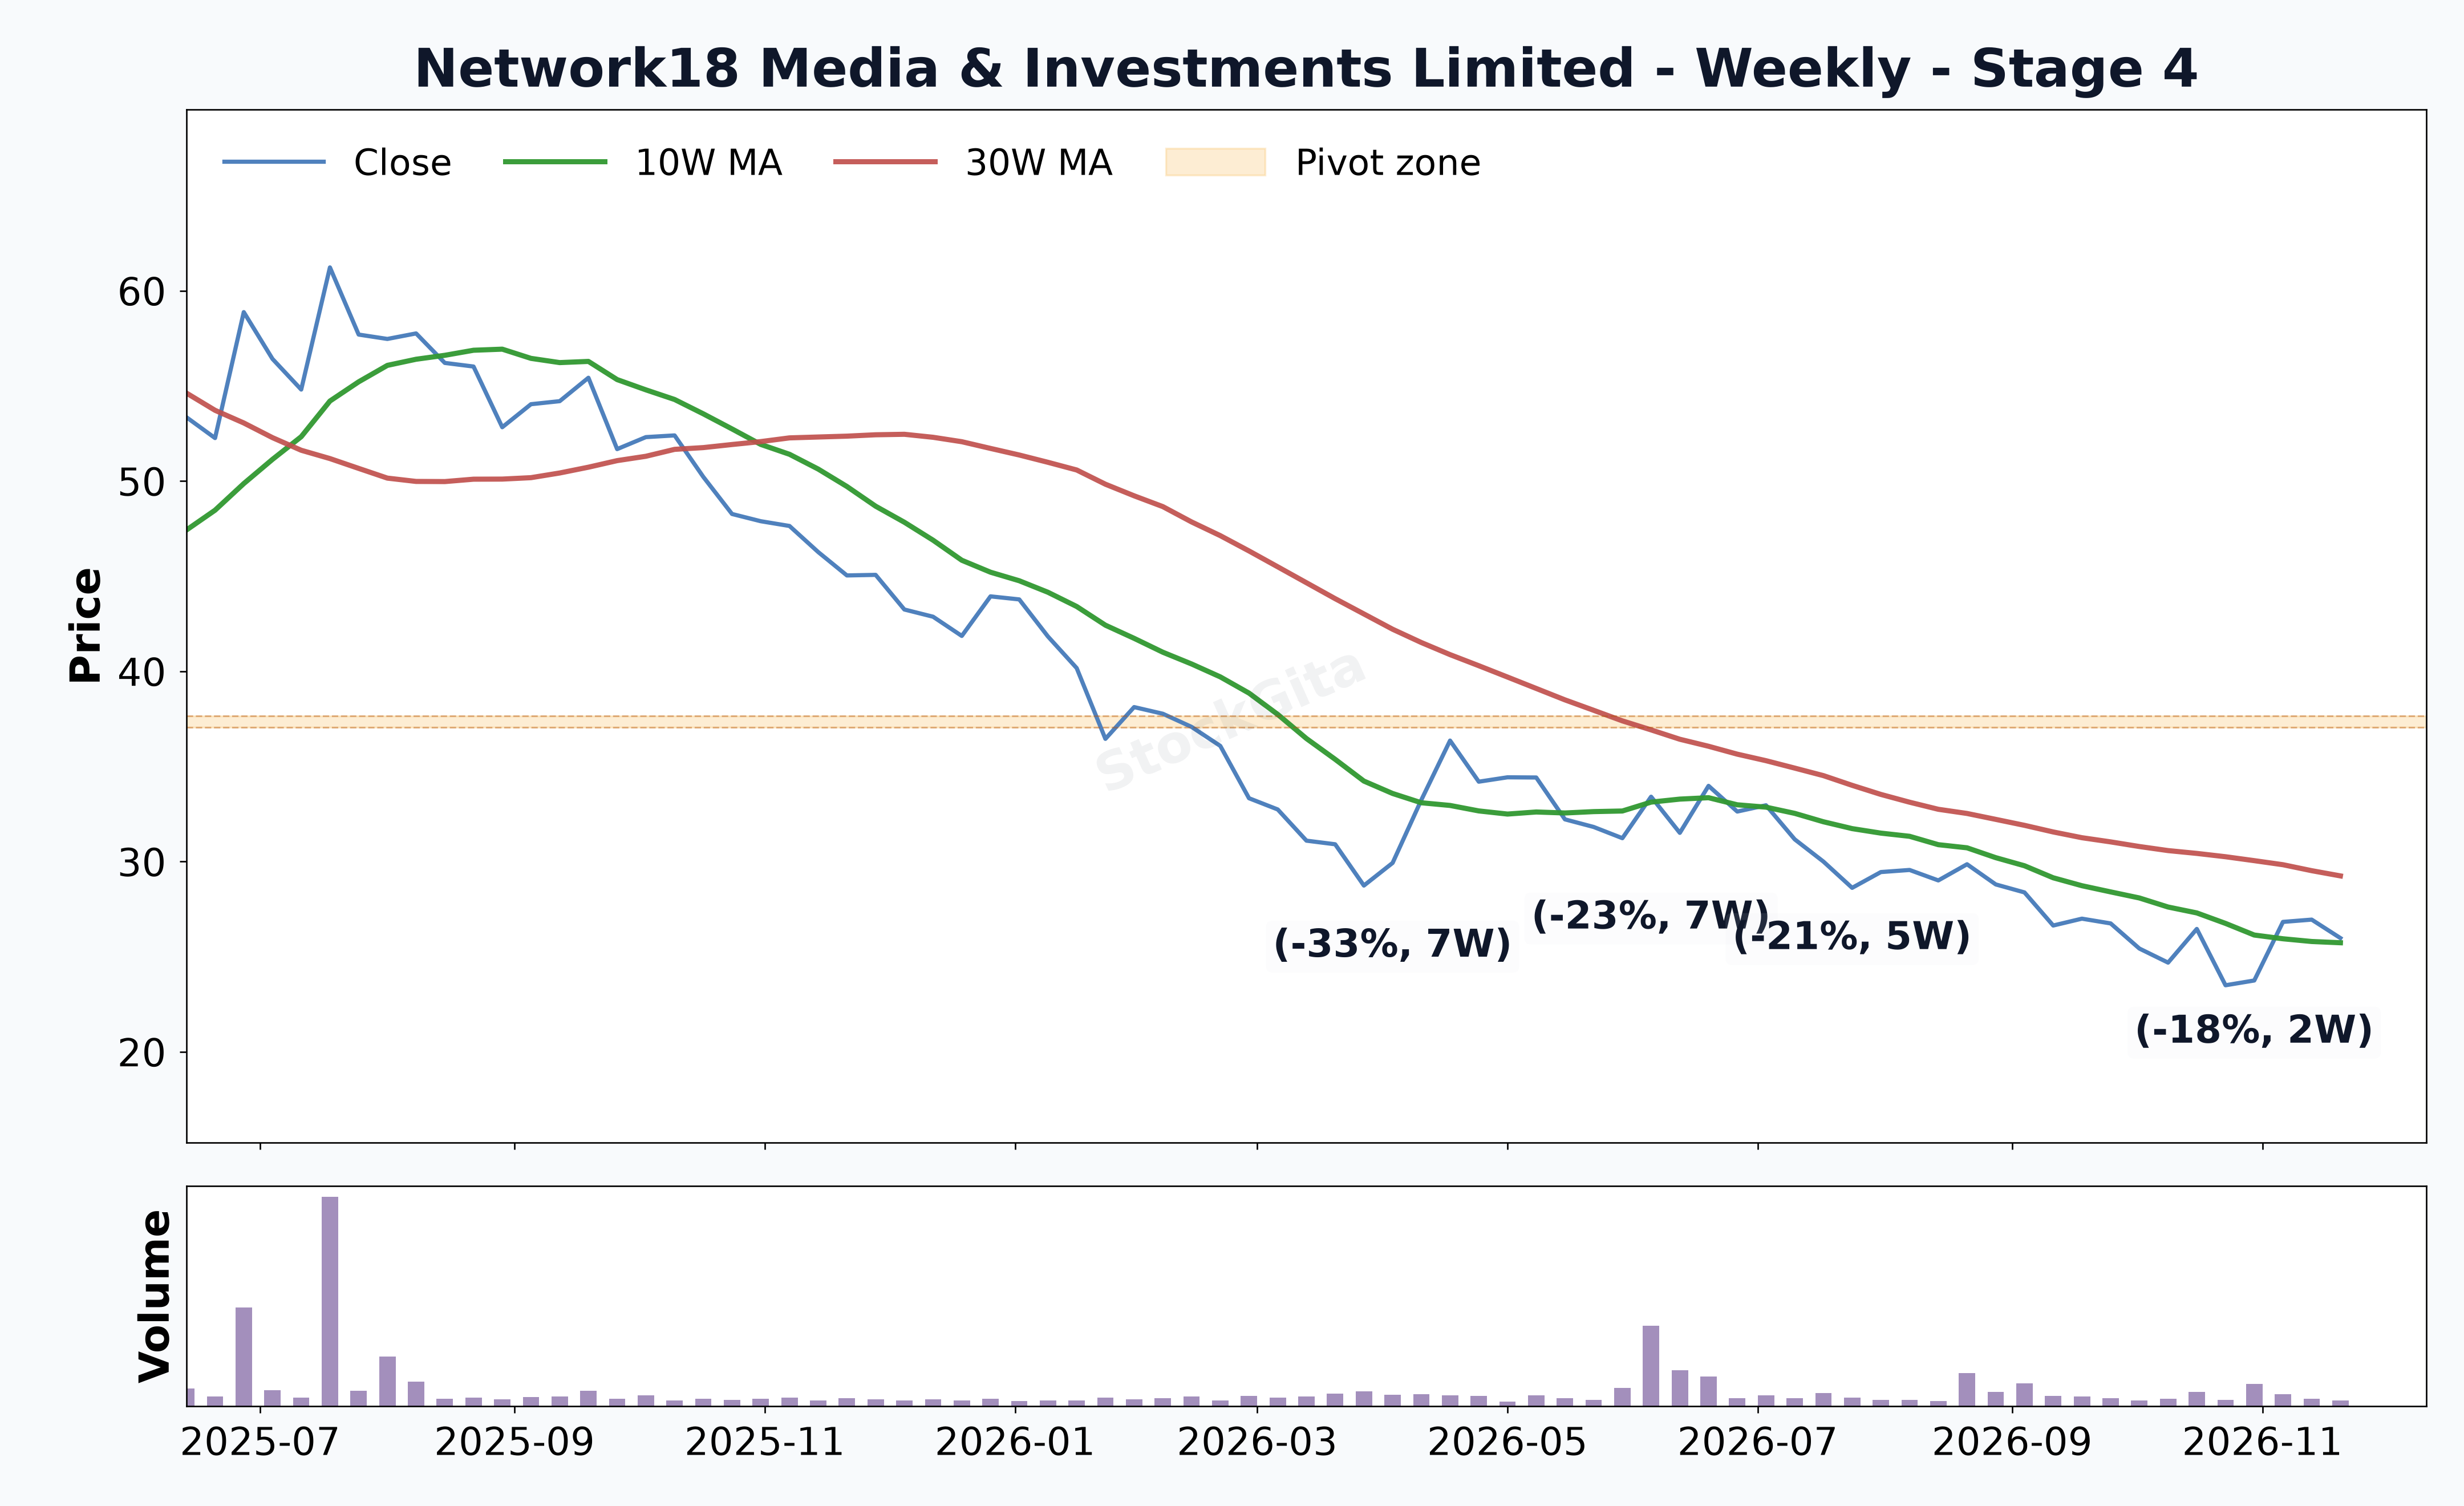 Network18 Media & Investments Limited - Weekly - Stage 4
Close 10W MA 30W MA Pivot zone
Price
60
50
40
30
20
StockGita
(-33%, 7W)
(-23%, 7W)
(-21%, 5W)
(-18%, 2W)
Volume
2025-07 2025-09 2025-11 2026-01 2026-03 2026-05 2026-07 2026-09 2026-11